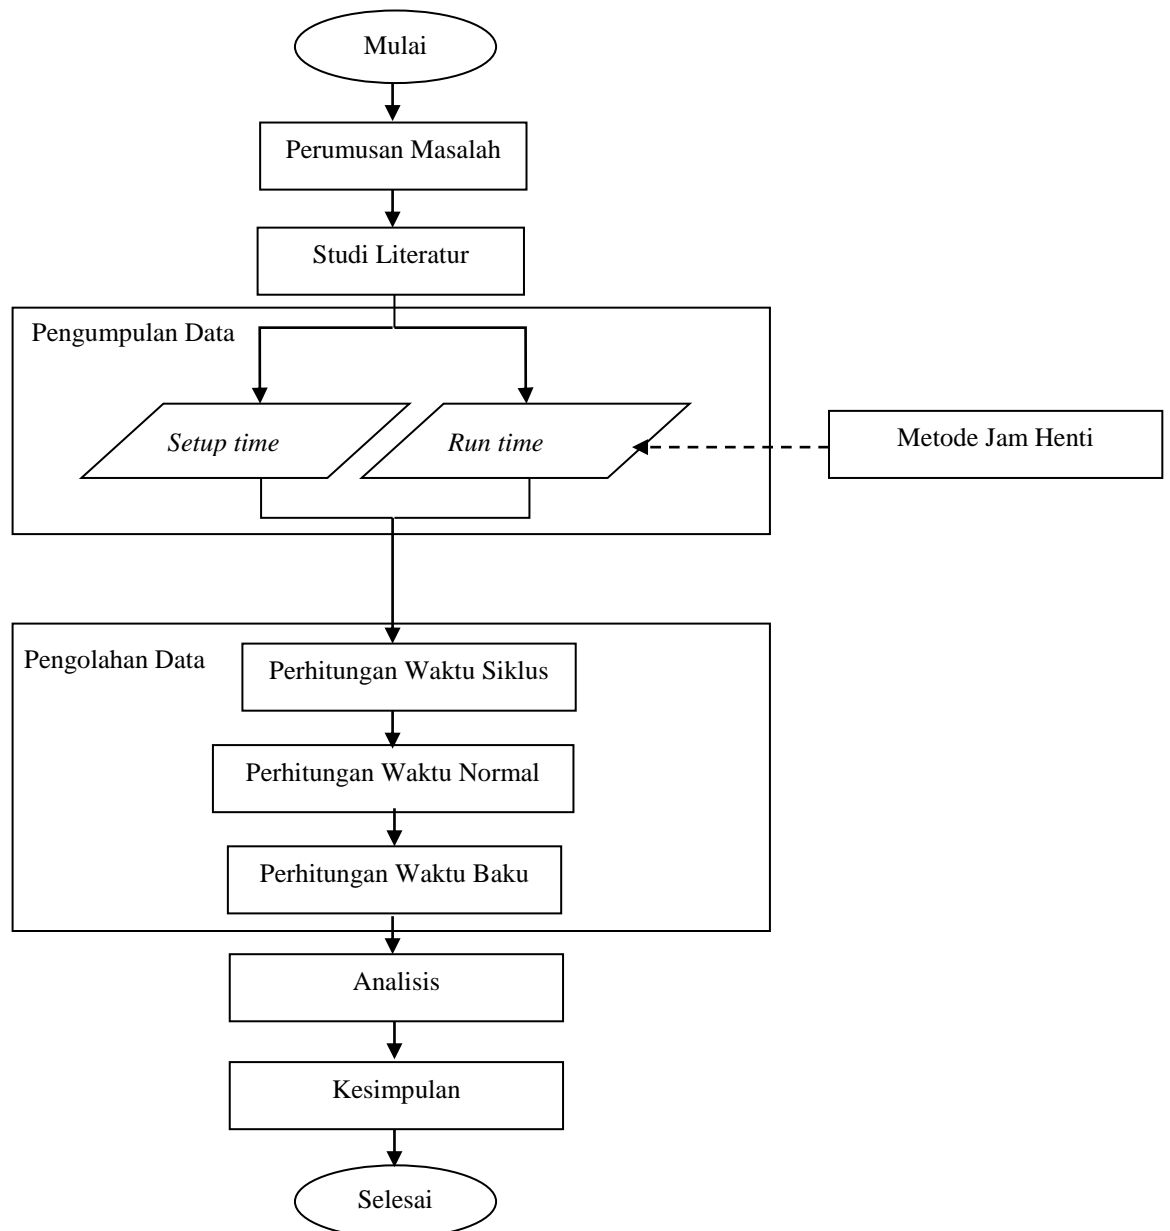 Mulai
Perumusan Masalah
Studi Literatur
Pengumpulan Data
Setup time
Run time
Metode Jam Henti
Pengolahan Data
Perhitungan Waktu Siklus
Perhitungan Waktu Normal
Perhitungan Waktu Baku
Analisis
Kesimpulan
Selesai